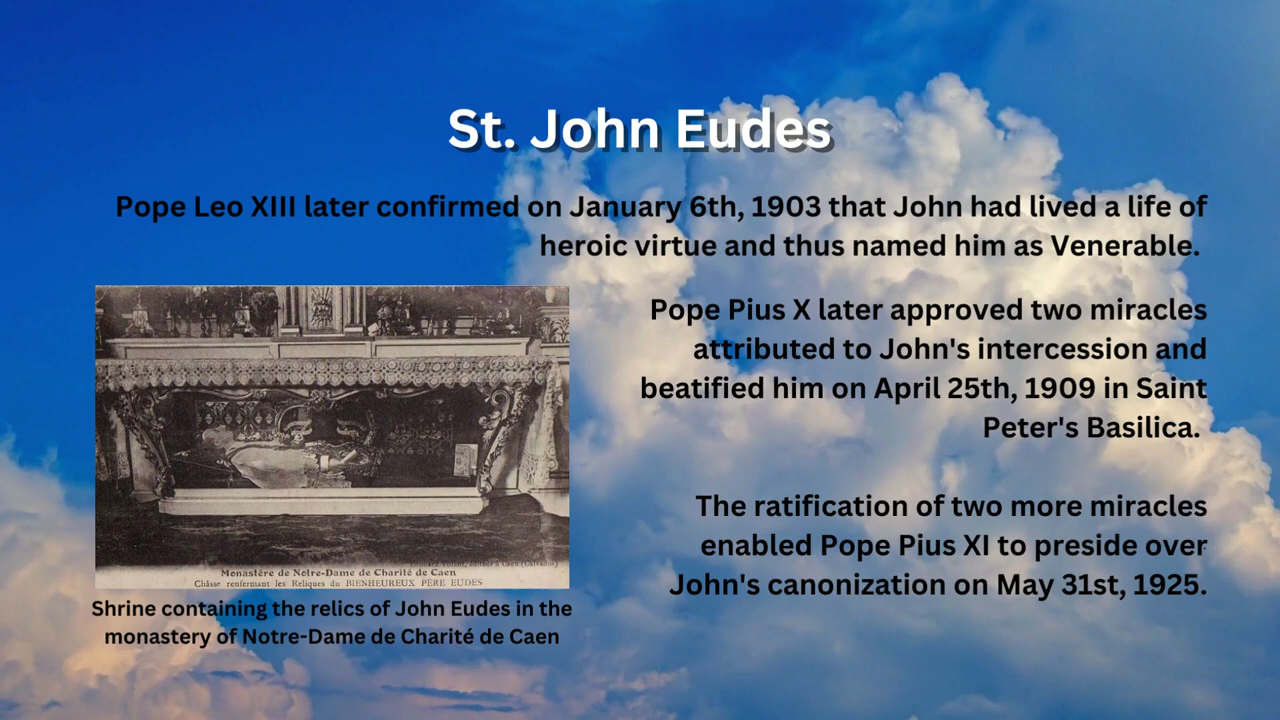 St. John Eudes
Pope Leo XIII later confirmed on January 6th, 1903 that John had lived a life of
heroic virtue and thus named him as Venerable.
Pope Pius X later approved two miracles
attributed to John's intercession and
beatified him on April 25th, 1909 in Saint
Peter's Basilica.
The ratification of two more miracles
enabled Pope Pius XI to preside over
John's canonization on May 31st, 1925.
Monastère de Notre-Dame de Charité de Caen
Châsse renfermant les Reliques du BIENHEUREUX PÈRE EUDES
Shrine containing the relics of John Eudes in the
monastery of Notre-Dame de Charité de Caen